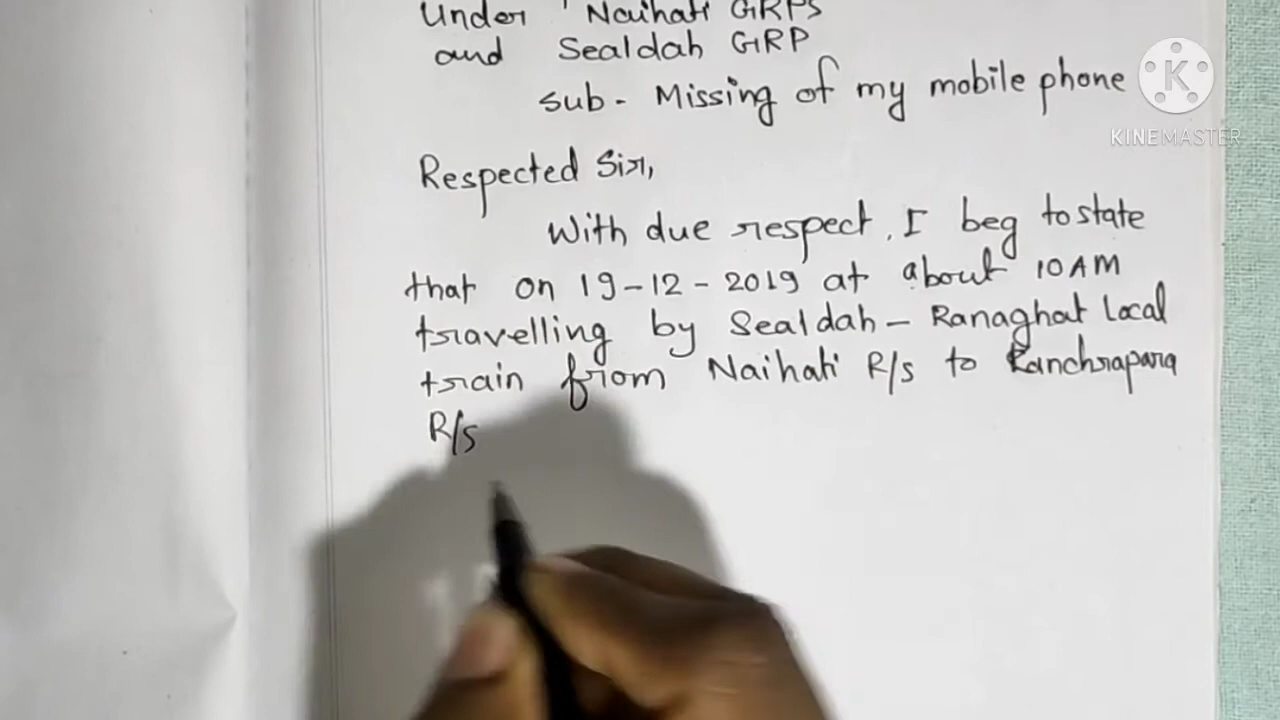 Under Naihati GRPS
and Sealdah GRP
sub - Missing of my mobile phone
K
KINEMASTER
Respected Sir,
With due respect, I beg to state
that on 19-12-2019 at about 10 AM
travelling by Sealdah - Ranaghat Local
train from Naihati R/s to Kanchrapara
R/s